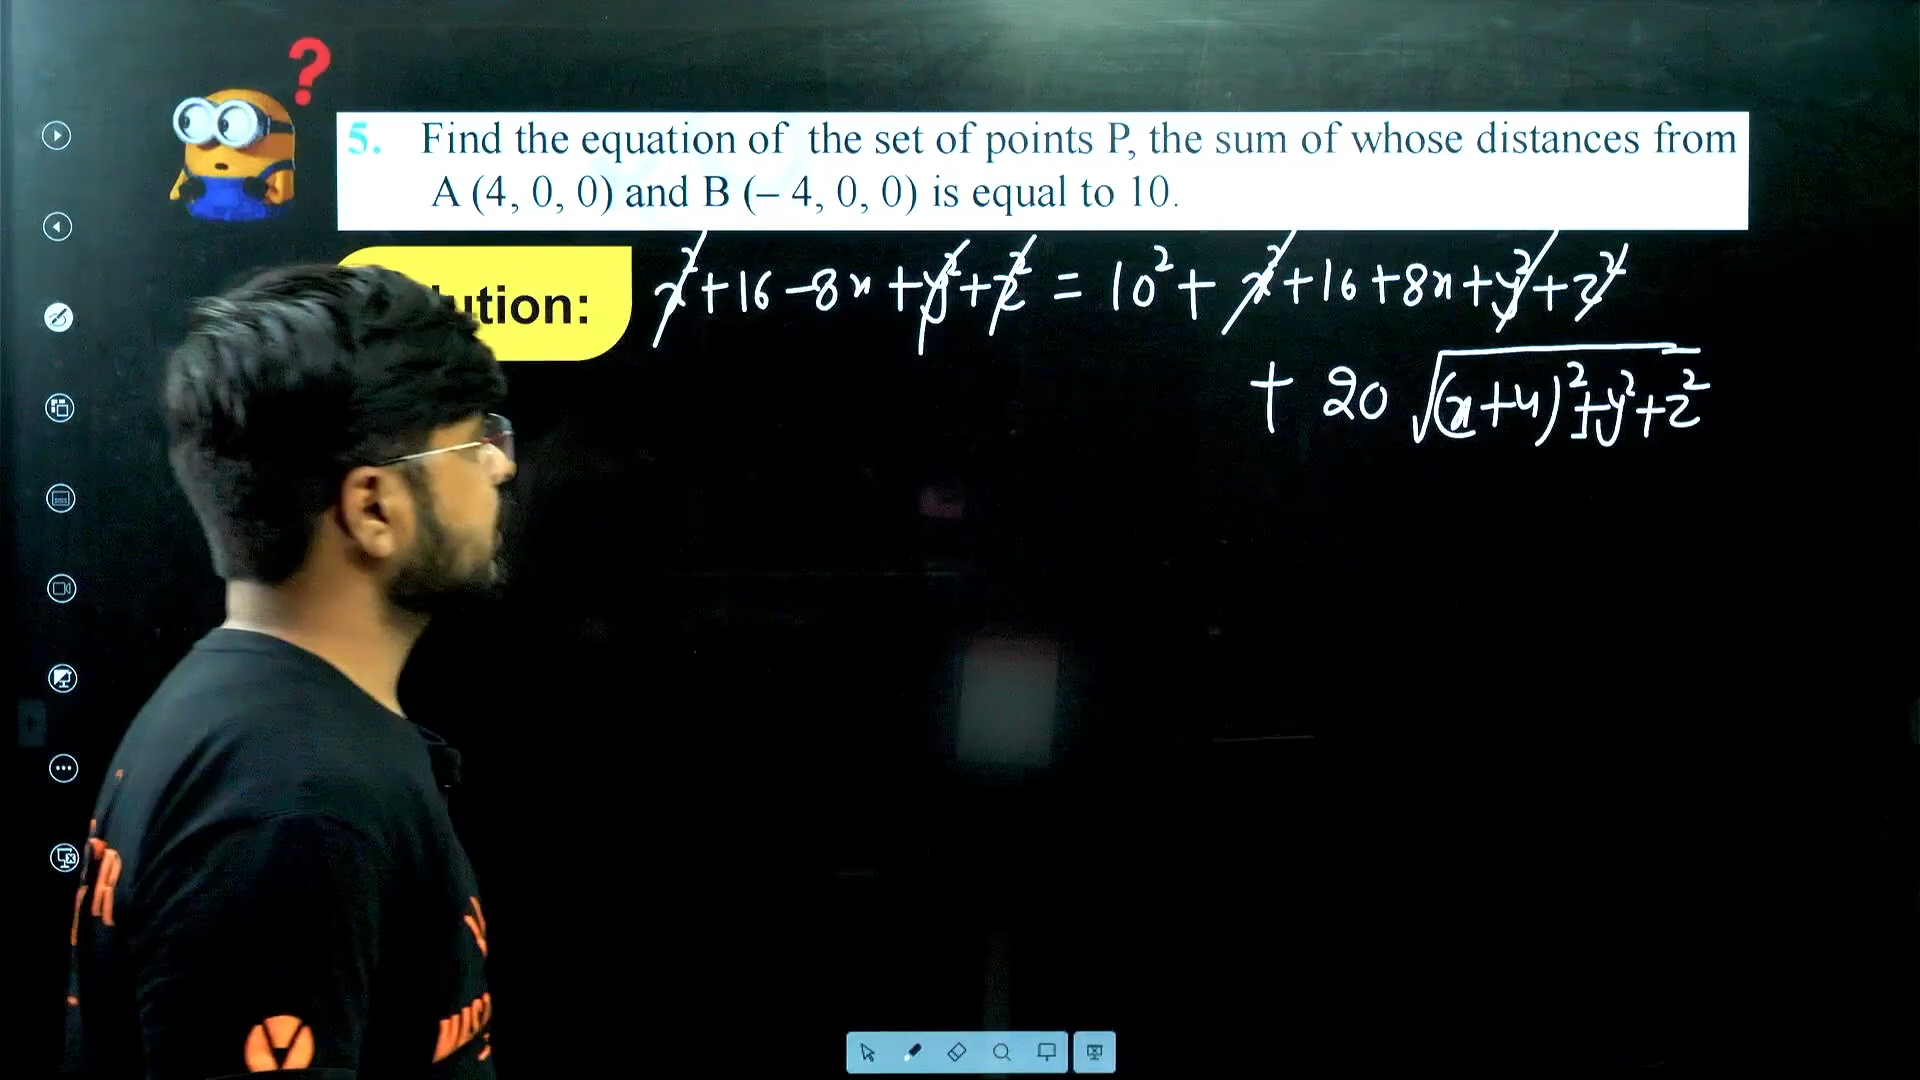 ?
5. Find the equation of the set of points P, the sum of whose distances from
A (4, 0, 0) and B (– 4, 0, 0) is equal to 10.
ution:
x²+16-8x+y²+z² = 10²+ x²+16+8x+y²+z²
+ 20 √(x+4)²+y²+z²